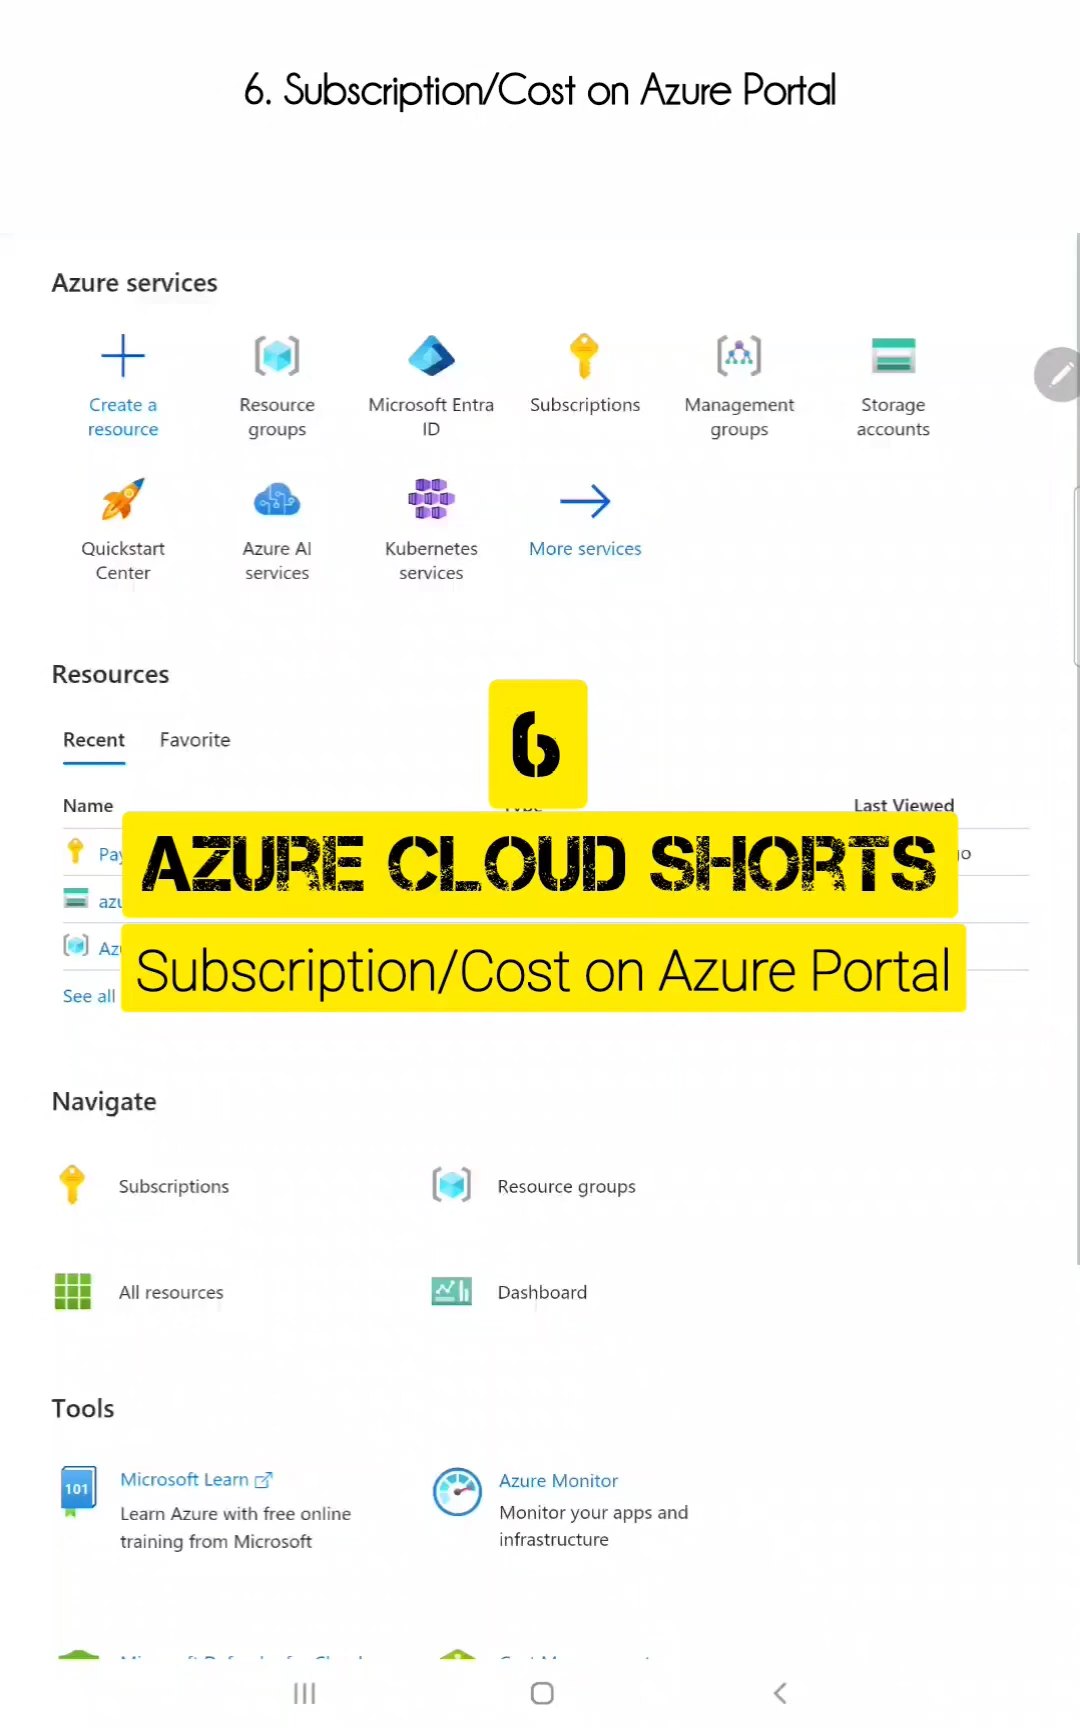 6. Subscription/Cost on Azure Portal
Azure services
Create a resource
Resource groups
Microsoft Entra ID
Subscriptions
Management groups
Storage accounts
Quickstart Center
Azure AI services
Kubernetes services
More services
Resources
Recent Favorite
6
Name Last Viewed
Pay
AZURE CLOUD SHORTS
Subscription/Cost on Azure Portal
See all
Navigate
Subscriptions
Resource groups
All resources
Dashboard
Tools
101
Microsoft Learn
Learn Azure with free online
training from Microsoft
Azure Monitor
Monitor your apps and
infrastructure